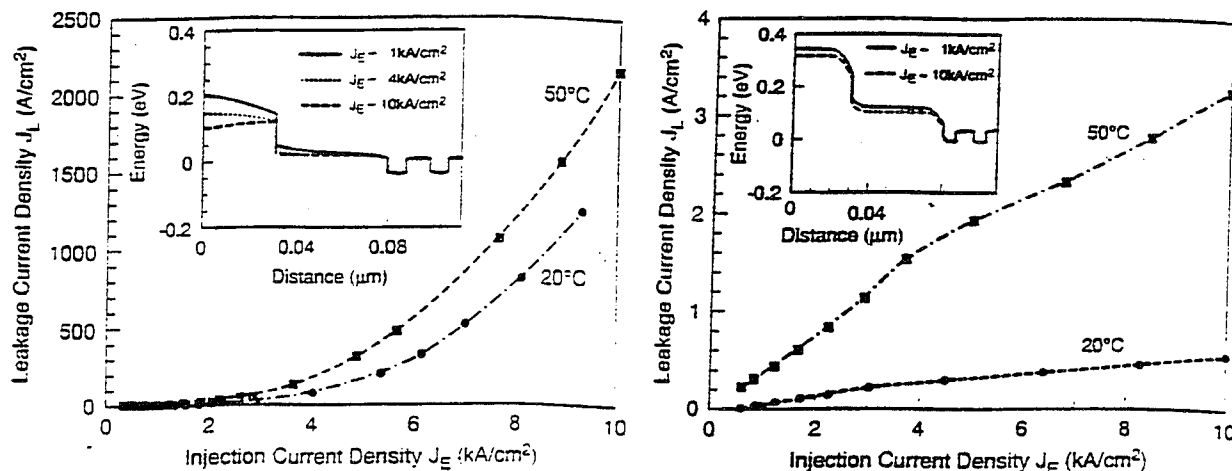 Leakage Current Density J_L (A/cm²)
2500
2000
1500
1000
500
0
0
2
4
6
8
10
Injection Current Density J_E (kA/cm²)
50°C
20°C
Energy (eV)
0.4
0.2
0
-0.2
0
0.04
0.08
Distance (μm)
J_E – 1kA/cm²
J_E – 4kA/cm²
J_E – 10kA/cm²
Leakage Current Density J_L (A/cm²)
4
3
2
1
0
0
2
4
6
8
10
Injection Current Density J_E (kA/cm²)
50°C
20°C
Energy (eV)
0.4
0.2
0
-0.2
0
0.04
Distance (μm)
J_E – 1kA/cm²
J_E – 10kA/cm²